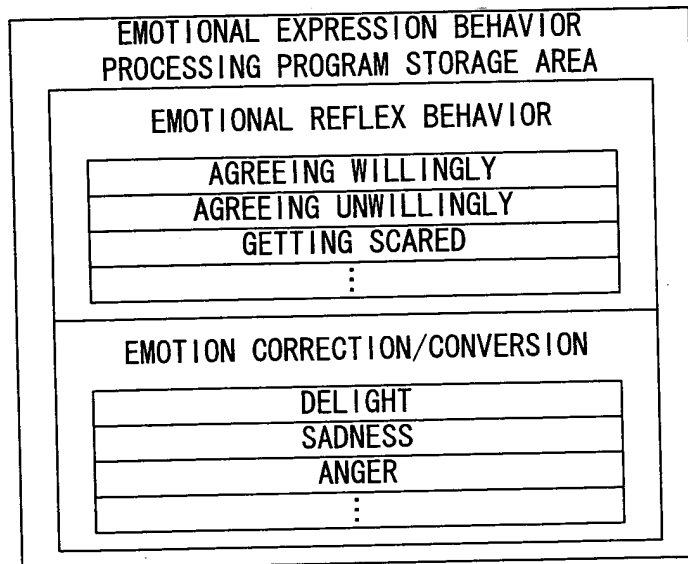 EMOTIONAL EXPRESSION BEHAVIOR
PROCESSING PROGRAM STORAGE AREA
EMOTIONAL REFLEX BEHAVIOR
AGREEING WILLINGLY
AGREEING UNWILLINGLY
GETTING SCARED
⋮
EMOTION CORRECTION/CONVERSION
DELIGHT
SADNESS
ANGER
⋮